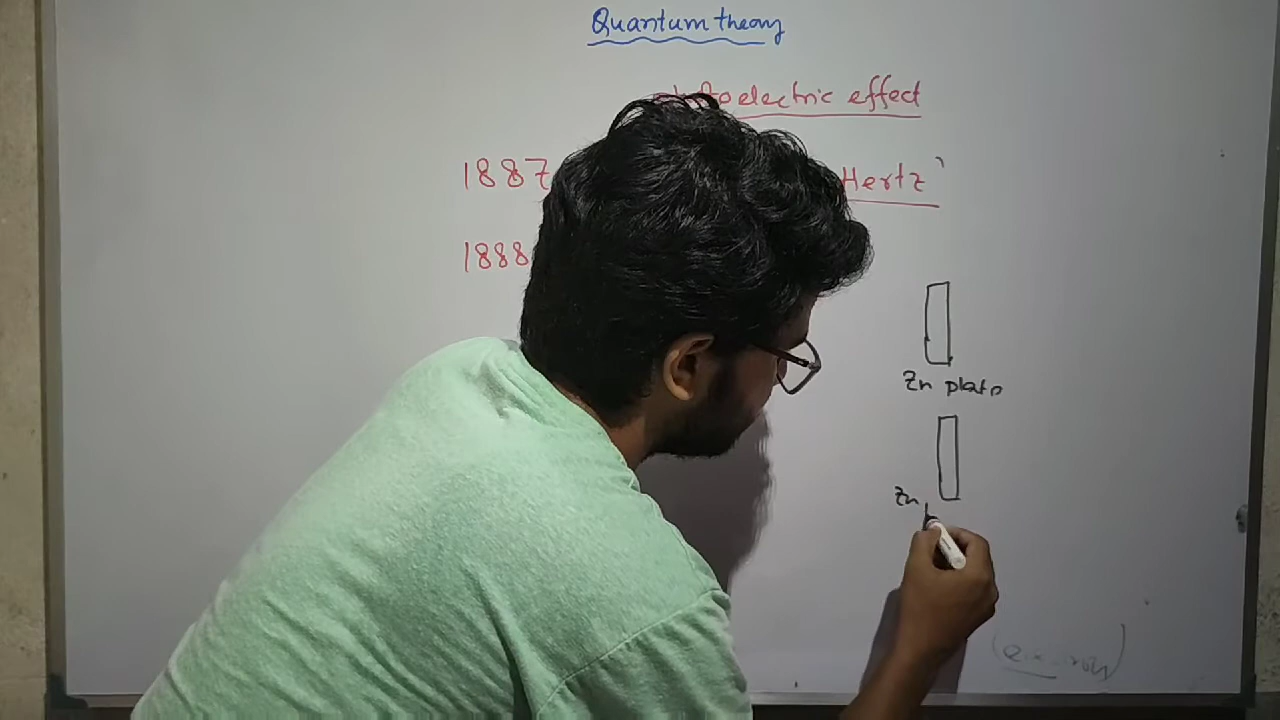 Quantum theory
photoelectric effect
1887 Hertz
1888
Zn plate
Zn